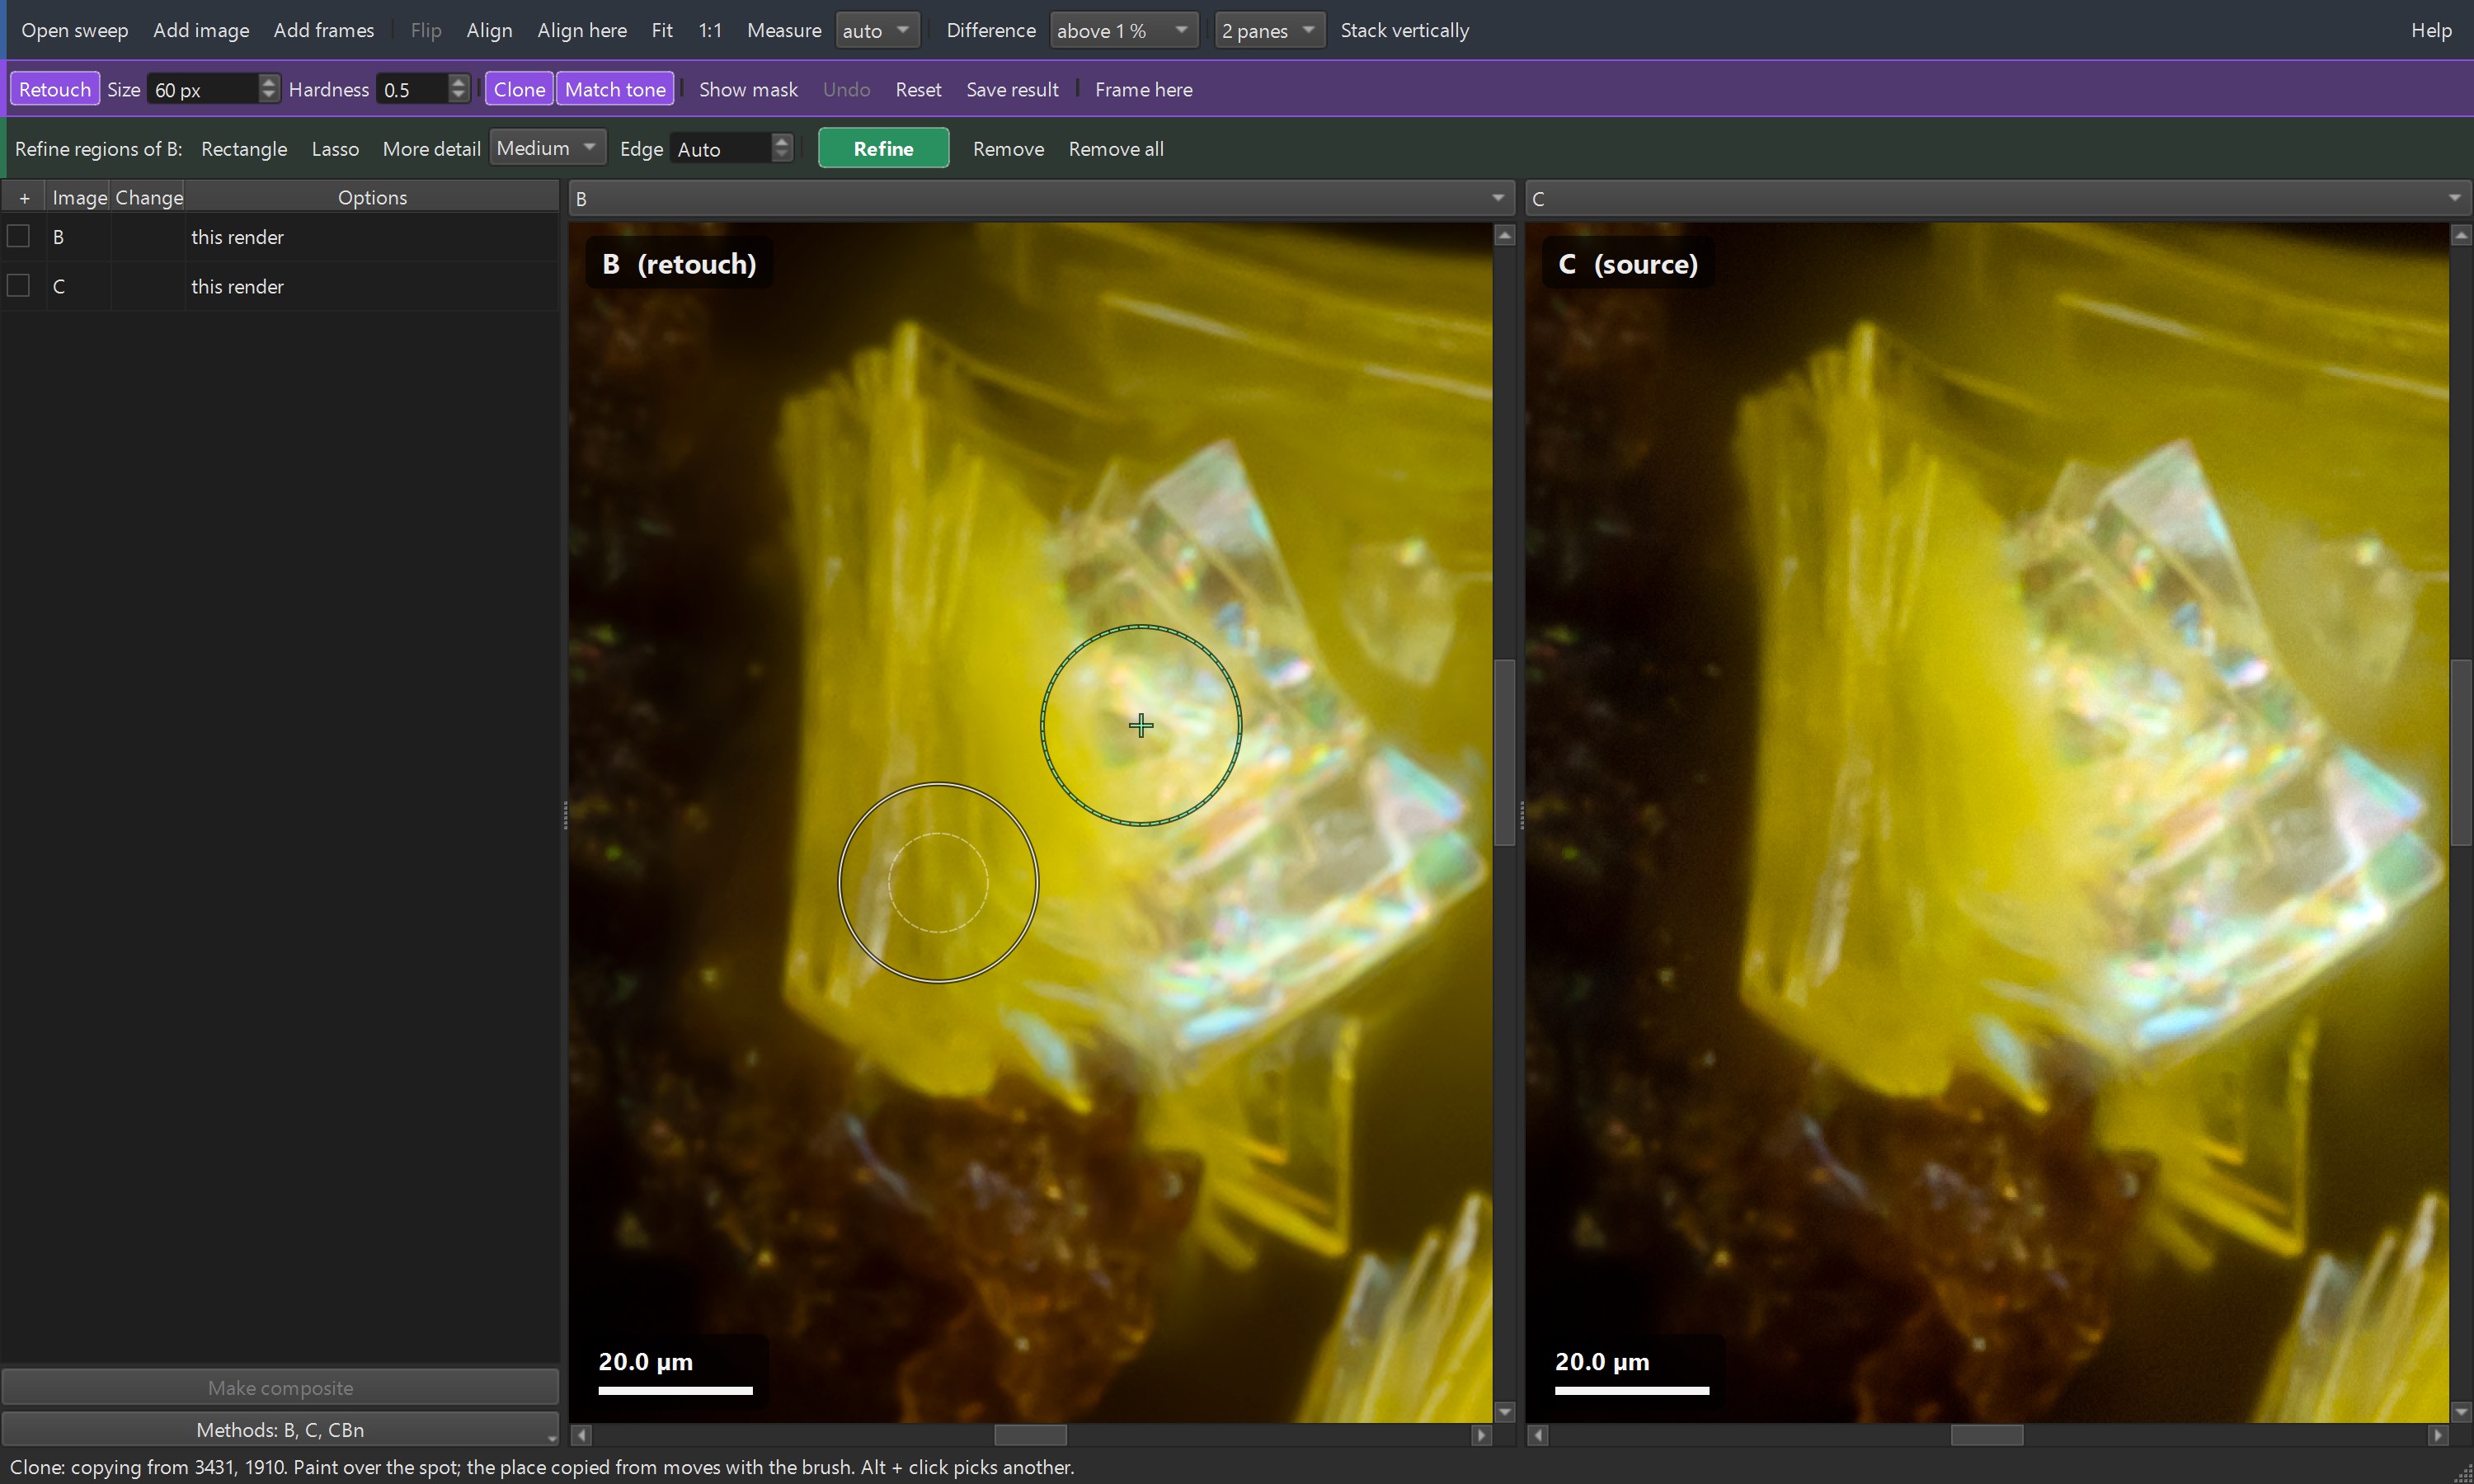 Open sweep Add image Add frames Flip Align Align here Fit 1:1 Measure auto Difference above 1 % 2 panes Stack vertically Help
Retouch Size 60 px Hardness 0.5 Clone Match tone Show mask Undo Reset Save result Frame here
Refine regions of B: Rectangle Lasso More detail Medium Edge Auto Refine Remove Remove all
+ Image Change Options
B this render
C this render
B
C
B (retouch)
C (source)
20.0 µm
20.0 µm
Make composite
Methods: B, C, CBn
Clone: copying from 3431, 1910. Paint over the spot; the place copied from moves with the brush. Alt + click picks another.